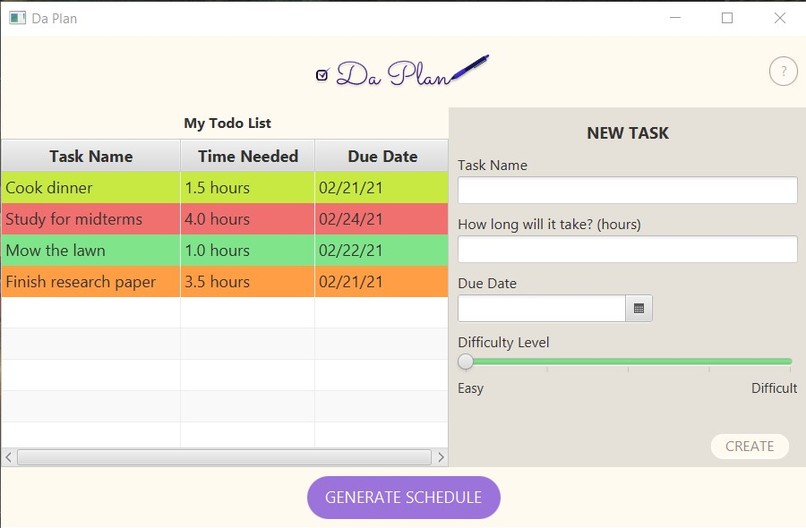 Da Plan
Da Plan
?
My Todo List
Task Name Time Needed Due Date
Cook dinner 1.5 hours 02/21/21
Study for midterms 4.0 hours 02/24/21
Mow the lawn 1.0 hours 02/22/21
Finish research paper 3.5 hours 02/21/21
NEW TASK
Task Name
How long will it take? (hours)
Due Date
Difficulty Level
Easy Difficult
CREATE
GENERATE SCHEDULE